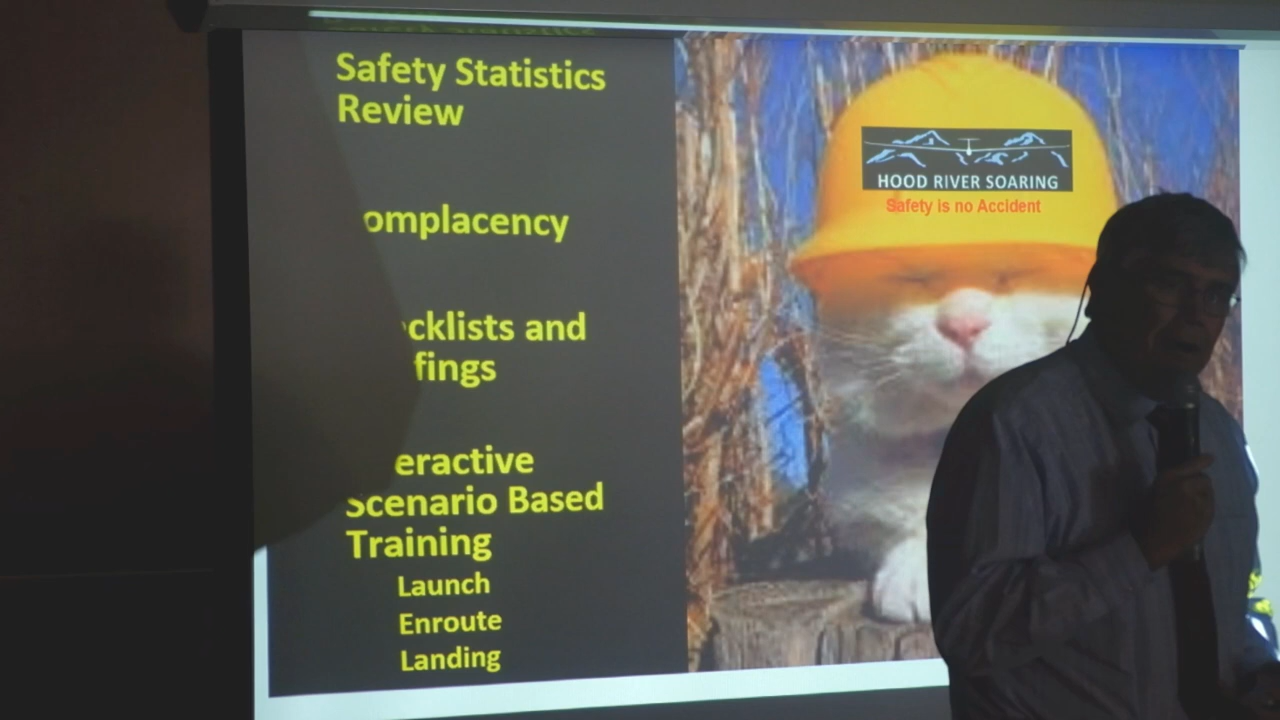 Safety Statistics
Review
omplacency
cklists and
fings
eractive
Scenario Based
Training
Launch
Enroute
Landing
HOOD RIVER SOARING
Safety is no Accident